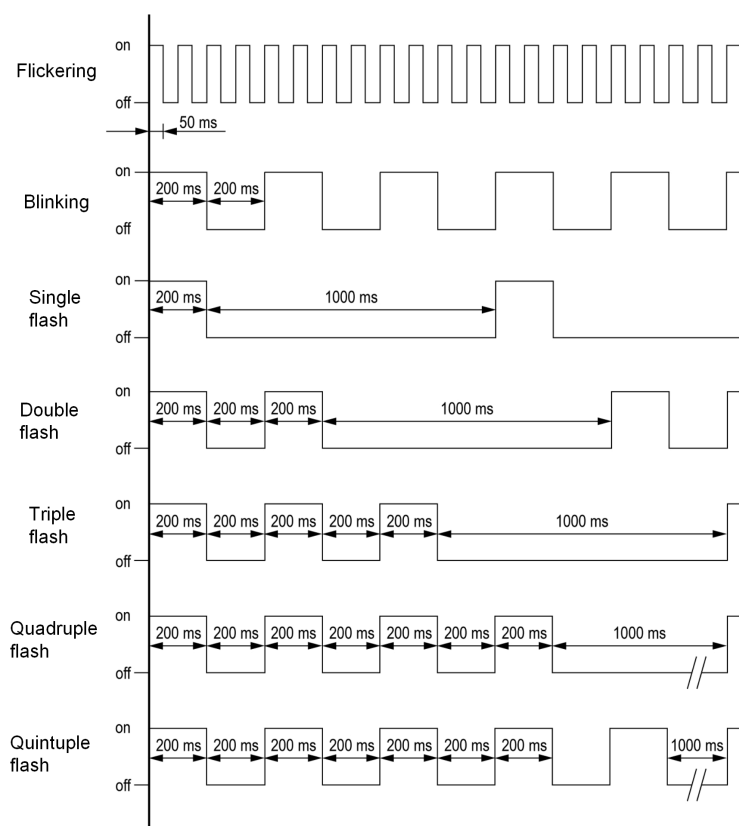 on
Flickering
off
50 ms
on
200 ms 200 ms
Blinking
off
on
Single
flash
200 ms 1000 ms
off
on
Double
flash
200 ms 200 ms 200 ms 1000 ms
off
on
Triple
flash
200 ms 200 ms 200 ms 200 ms 200 ms 1000 ms
off
on
Quadruple
flash
200 ms 200 ms 200 ms 200 ms 200 ms 200 ms 200 ms 1000 ms
off
on
Quintuple
flash
200 ms 200 ms 200 ms 200 ms 200 ms 200 ms 200 ms 1000 ms
off